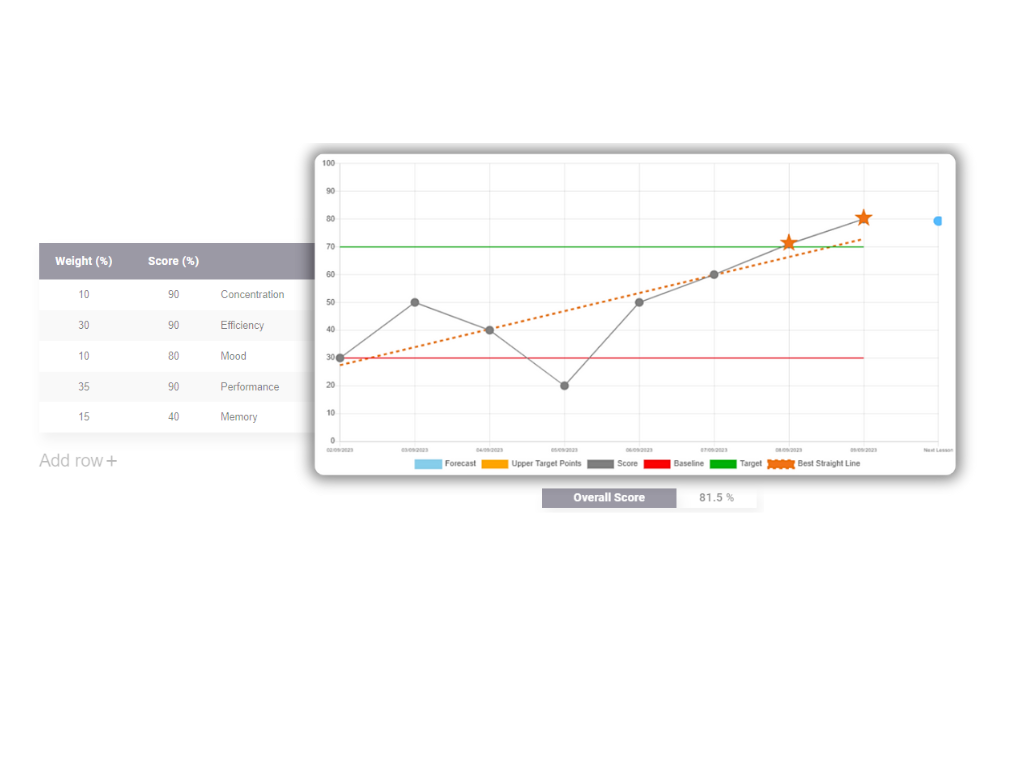 100
90
80
70
60
50
40
30
20
10
0
02/09/2023 03/09/2023 04/09/2023 05/09/2023 06/09/2023 07/09/2023 08/09/2023 09/09/2023 Next Lesson
Forecast Upper Target Points Score Baseline Target Best Straight Line
Weight (%) Score (%)
10 90 Concentration
30 90 Efficiency
10 80 Mood
35 90 Performance
15 40 Memory
Add row +
Overall Score 81.5 %